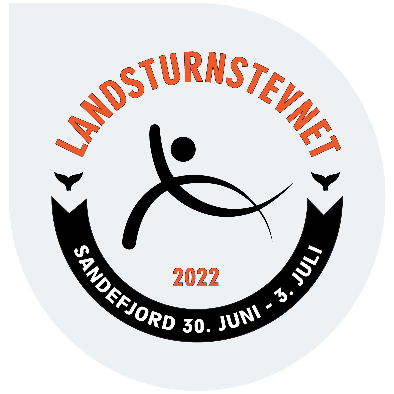 LANDSTURNSTEVNET
2022
SANDEFJORD 30. JUNI - 3. JULI